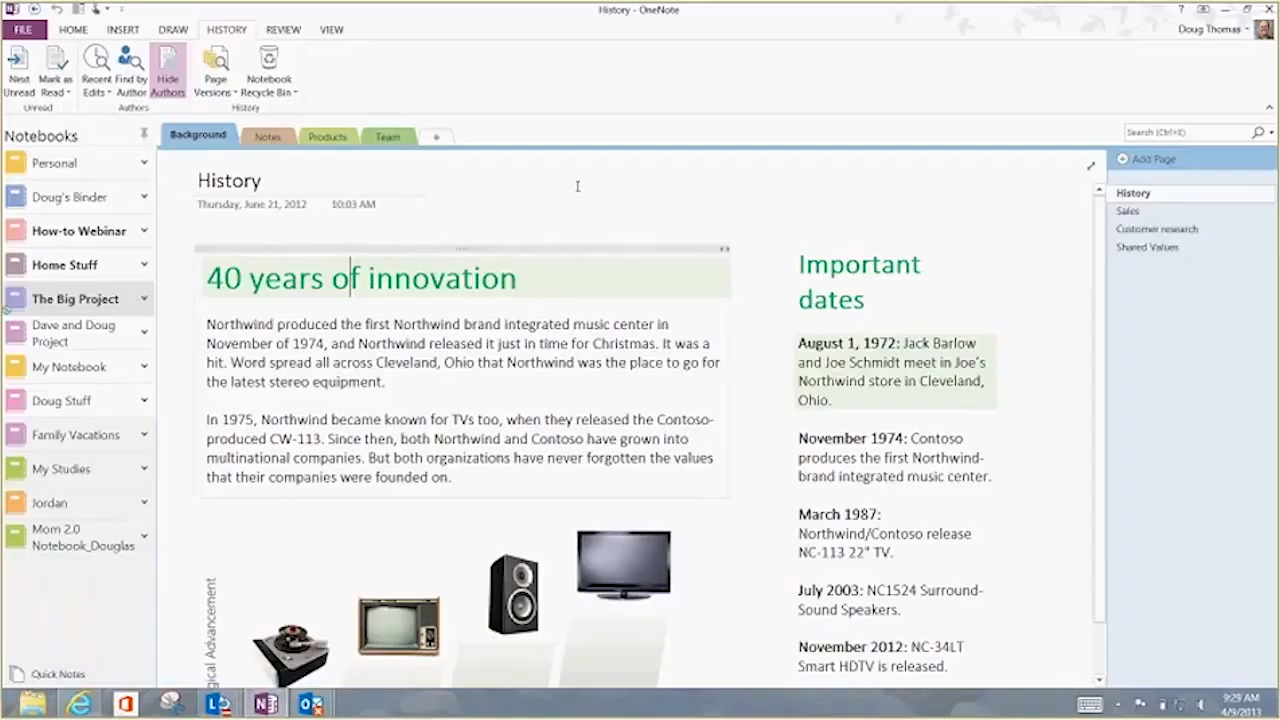 History - OneNote
?
Doug Thomas
FILE HOME INSERT DRAW HISTORY REVIEW VIEW
Next Unread
Mark as Read
Recent Edits
Find by Author
Hide Authors
Page Versions
Notebook Recycle Bin
Unread Authors History
Notebooks
Background Notes Products Team +
Search (Ctrl+E)
Personal
Doug's Binder
How-to Webinar
Home Stuff
The Big Project
Dave and Doug
Project
My Notebook
Doug Stuff
Family Vacations
My Studies
Jordan
Mom 2.0
Notebook_Douglas
Quick Notes
History
Thursday, June 21, 2012 10:03 AM
40 years of innovation
Northwind produced the first Northwind brand integrated music center in
November of 1974, and Northwind released it just in time for Christmas. It was a
hit. Word spread all across Cleveland, Ohio that Northwind was the place to go for
the latest stereo equipment.
In 1975, Northwind became known for TVs too, when they released the Contoso-
produced CW-113. Since then, both Northwind and Contoso have grown into
multinational companies. But both organizations have never forgotten the values
that their companies were founded on.
gical Advancement
Important
dates
August 1, 1972: Jack Barlow
and Joe Schmidt meet in Joe's
Northwind store in Cleveland,
Ohio.
November 1974: Contoso
produces the first Northwind-
brand integrated music center.
March 1987:
Northwind/Contoso release
NC-113 22" TV.
July 2003: NC1524 Surround-
Sound Speakers.
November 2012: NC-34LT
Smart HDTV is released.
Add Page
History
Sales
Customer research
Shared Values
9:29 AM
4/9/2013